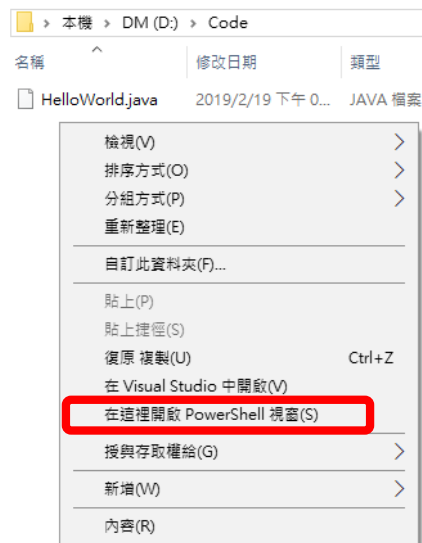 本機 > DM (D:) > Code
名稱 修改日期 類型
HelloWorld.java 2019/2/19 下午 0... JAVA 檔案
檢視(V)
排序方式(O)
分組方式(P)
重新整理(E)
自訂此資料夾(F)...
貼上(P)
貼上捷徑(S)
復原 複製(U) Ctrl+Z
在 Visual Studio 中開啟(V)
在這裡開啟 PowerShell 視窗(S)
授與存取權給(G)
新增(W)
內容(R)